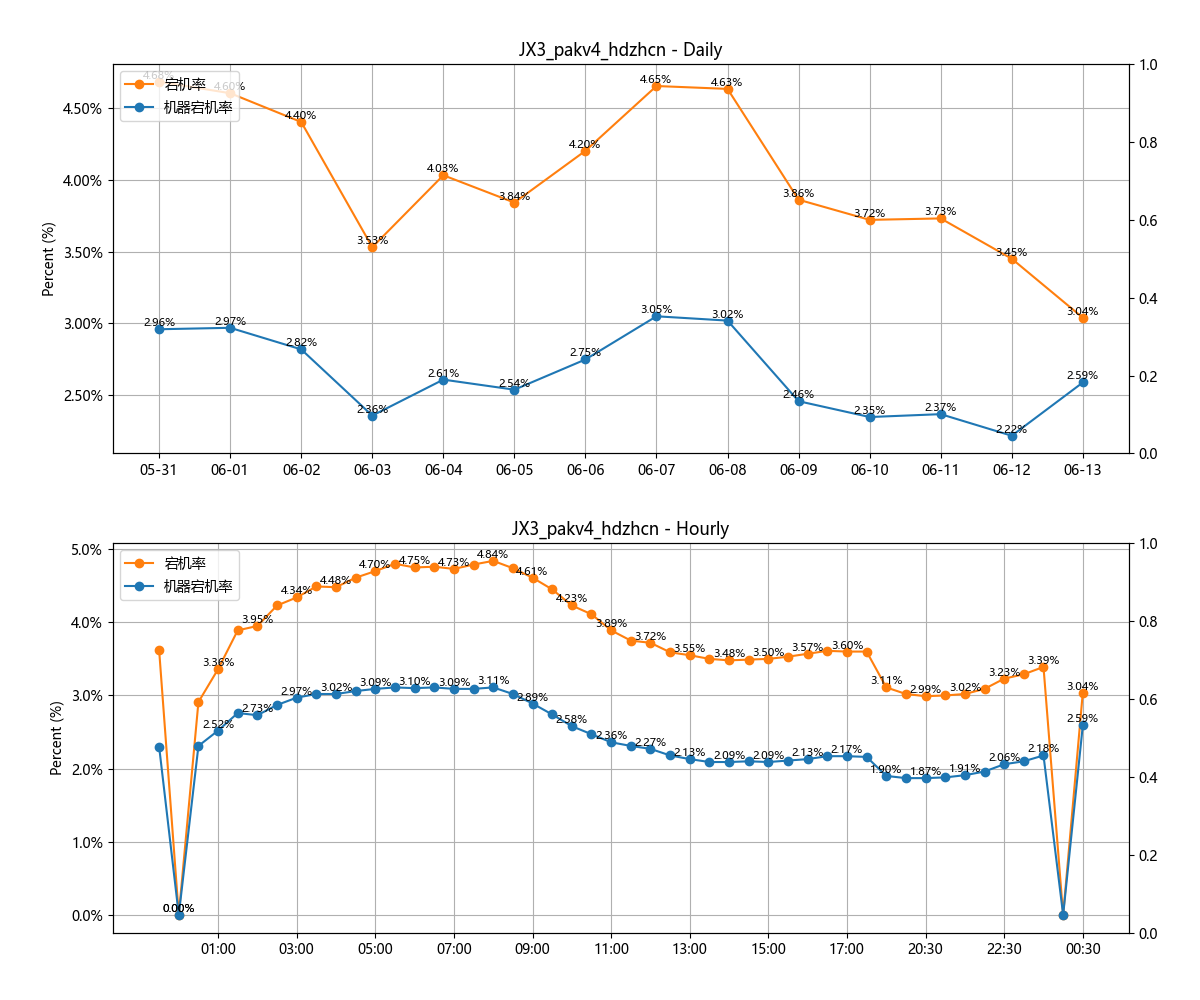 JX3_pakv4_hdzhcn - Daily
宕机率
机器宕机率
4.68% 4.60% 4.40% 3.53% 4.03% 3.84% 4.20% 4.65% 4.63% 3.86% 3.72% 3.73% 3.45% 3.04%
2.96% 2.97% 2.82% 2.36% 2.61% 2.54% 2.75% 3.05% 3.02% 2.46% 2.35% 2.37% 2.22% 2.59%
Percent (%)
4.50%
4.00%
3.50%
3.00%
2.50%
1.0
0.8
0.6
0.4
0.2
0.0
05-31 06-01 06-02 06-03 06-04 06-05 06-06 06-07 06-08 06-09 06-10 06-11 06-12 06-13
JX3_pakv4_hdzhcn - Hourly
宕机率
机器宕机率
0.00% 3.36% 3.95% 4.34% 4.48% 4.70% 4.75% 4.73% 4.84% 4.61% 4.23% 3.89% 3.72% 3.55% 3.48% 3.50% 3.57% 3.60% 3.11% 2.99% 3.02% 3.23% 3.39% 3.04%
0.00% 2.52% 2.73% 2.97% 3.02% 3.09% 3.10% 3.09% 3.11% 2.89% 2.58% 2.36% 2.27% 2.13% 2.09% 2.09% 2.13% 2.17% 1.90% 1.87% 1.91% 2.06% 2.18% 2.59%
Percent (%)
5.0%
4.0%
3.0%
2.0%
1.0%
0.0%
1.0
0.8
0.6
0.4
0.2
0.0
01:00 03:00 05:00 07:00 09:00 11:00 13:00 15:00 17:00 20:30 22:30 00:30